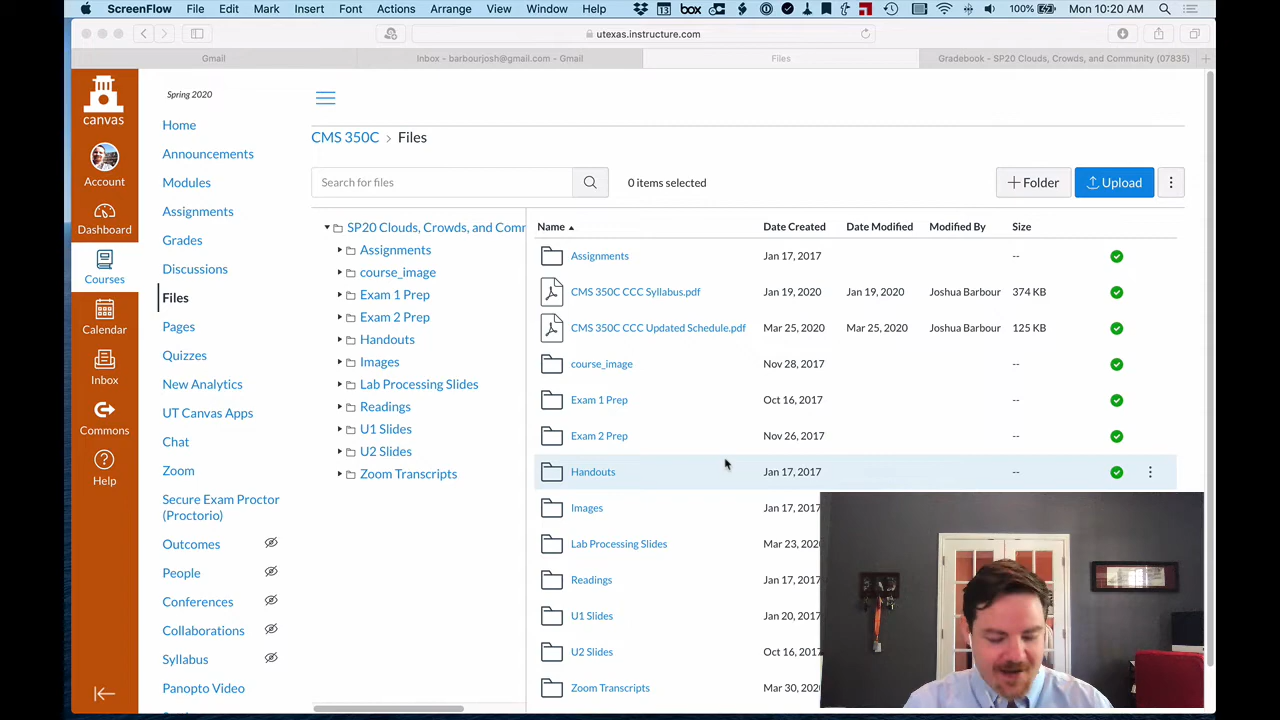 ScreenFlow File Edit Mark Insert Font Actions Arrange View Window Help box 100% Mon 10:20 AM
utexas.instructure.com
Gmail Inbox - barbourjosh@gmail.com - Gmail Files Gradebook - SP20 Clouds, Crowds, and Community (07835)
canvas
Account
Dashboard
Courses
Calendar
Inbox
Commons
Help
Spring 2020
Home
Announcements
Modules
Assignments
Grades
Discussions
Files
Pages
Quizzes
New Analytics
UT Canvas Apps
Chat
Zoom
Secure Exam Proctor
(Proctorio)
Outcomes
People
Conferences
Collaborations
Syllabus
Panopto Video
CMS 350C > Files
Search for files 0 items selected + Folder Upload
SP20 Clouds, Crowds, and Comm
Assignments
course_image
Exam 1 Prep
Exam 2 Prep
Handouts
Images
Lab Processing Slides
Readings
U1 Slides
U2 Slides
Zoom Transcripts
Name Date Created Date Modified Modified By Size
Assignments Jan 17, 2017 --
CMS 350C CCC Syllabus.pdf Jan 19, 2020 Jan 19, 2020 Joshua Barbour 374 KB
CMS 350C CCC Updated Schedule.pdf Mar 25, 2020 Mar 25, 2020 Joshua Barbour 125 KB
course_image Nov 28, 2017 --
Exam 1 Prep Oct 16, 2017 --
Exam 2 Prep Nov 26, 2017 --
Handouts Jan 17, 2017 --
Images Jan 17, 2017
Lab Processing Slides Mar 23, 2020
Readings Jan 17, 2017
U1 Slides Jan 20, 2017
U2 Slides Oct 16, 2017
Zoom Transcripts Mar 30, 2020